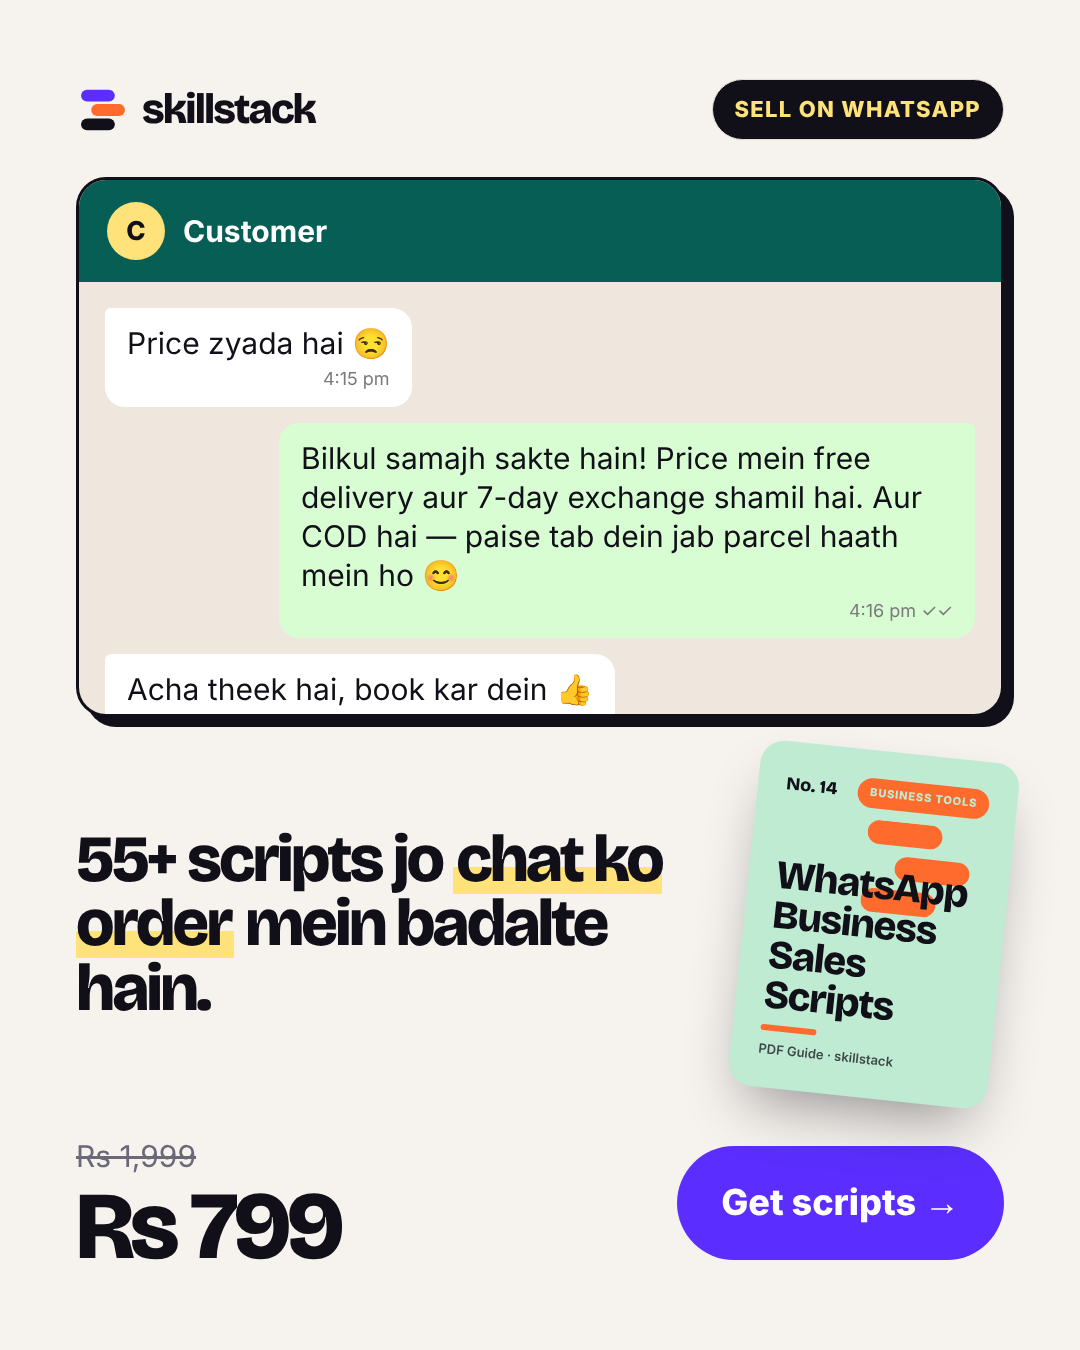 skillstack
SELL ON WHATSAPP
C
Customer
Price zyada hai 😒
4:15 pm
Bilkul samajh sakte hain! Price mein free
delivery aur 7-day exchange shamil hai. Aur
COD hai — paise tab dein jab parcel haath
mein ho 😊
4:16 pm ✓✓
Acha theek hai, book kar dein 👍
55+ scripts jo chat ko
order mein badalte
hain.
No. 14
BUSINESS TOOLS
WhatsApp
Business
Sales
Scripts
PDF Guide · skillstack
Rs 1,999
Rs 799
Get scripts →